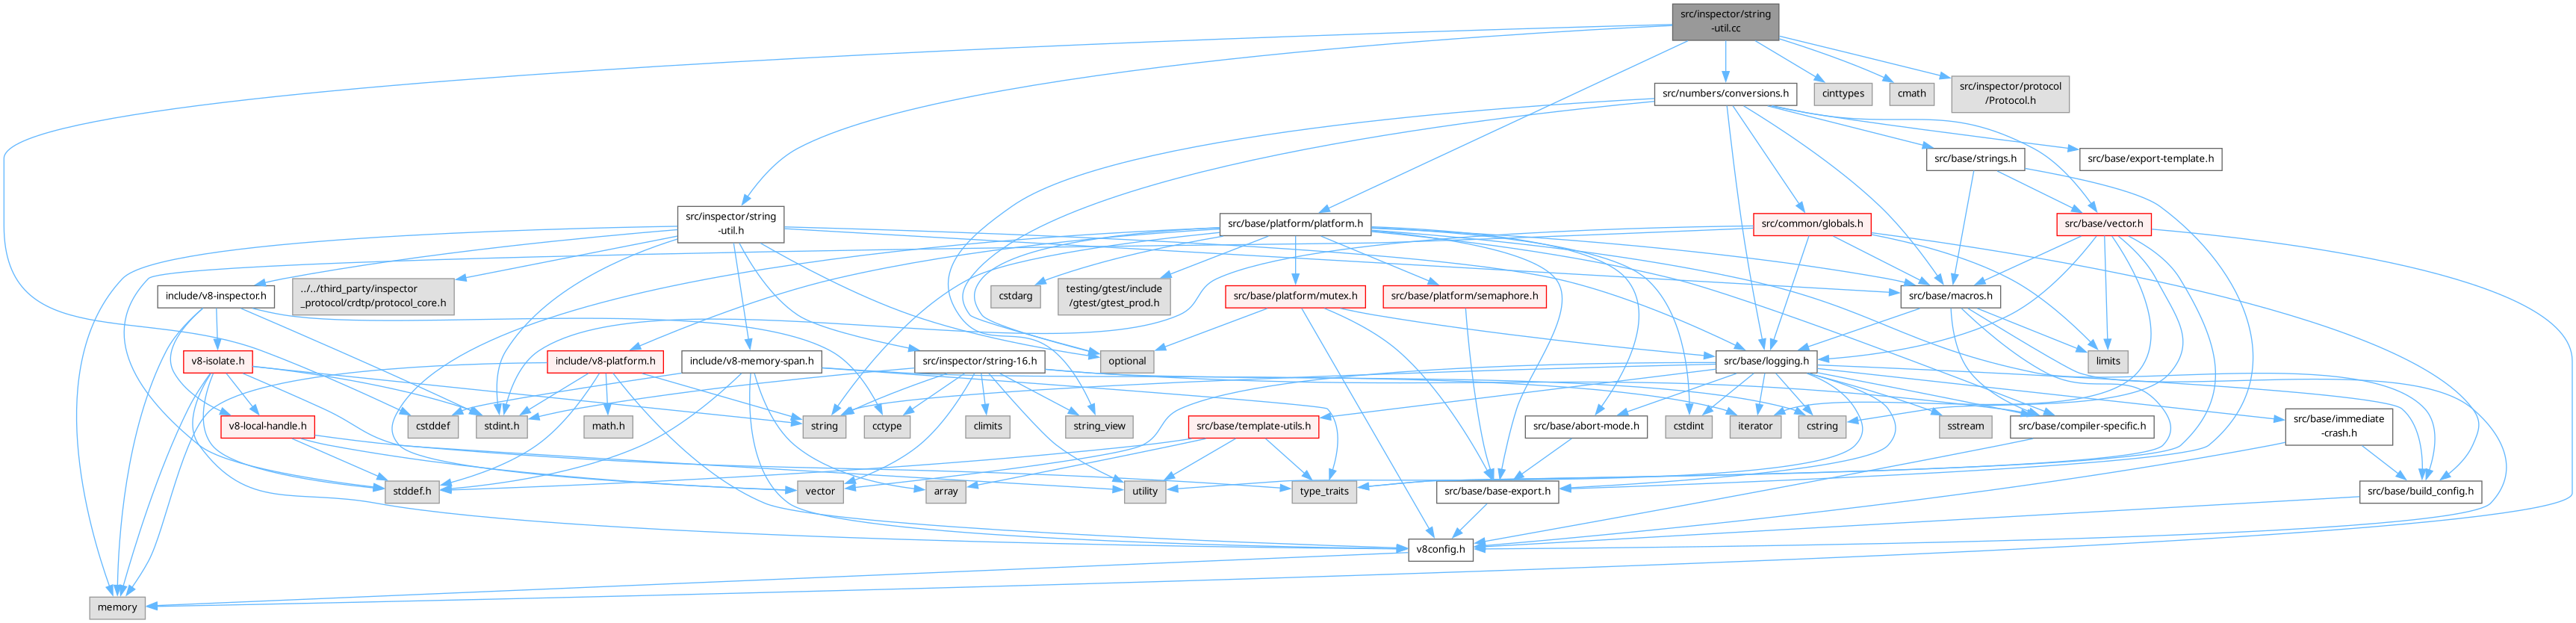 src/inspector/string
-util.cc
src/numbers/conversions.h
cinttypes
cmath
src/inspector/protocol
/Protocol.h
src/base/strings.h
src/base/export-template.h
src/inspector/string
-util.h
src/base/platform/platform.h
src/common/globals.h
src/base/vector.h
include/v8-inspector.h
../../third_party/inspector
_protocol/crdtp/protocol_core.h
cstdarg
testing/gtest/include
/gtest/gtest_prod.h
src/base/platform/mutex.h
src/base/platform/semaphore.h
src/base/macros.h
v8-isolate.h
include/v8-platform.h
include/v8-memory-span.h
src/inspector/string-16.h
optional
src/base/logging.h
limits
v8-local-handle.h
cstddef
stdint.h
math.h
string
cctype
climits
string_view
src/base/template-utils.h
src/base/abort-mode.h
cstdint
iterator
cstring
sstream
src/base/compiler-specific.h
src/base/immediate
-crash.h
stddef.h
vector
array
utility
type_traits
src/base/base-export.h
src/base/build_config.h
v8config.h
memory